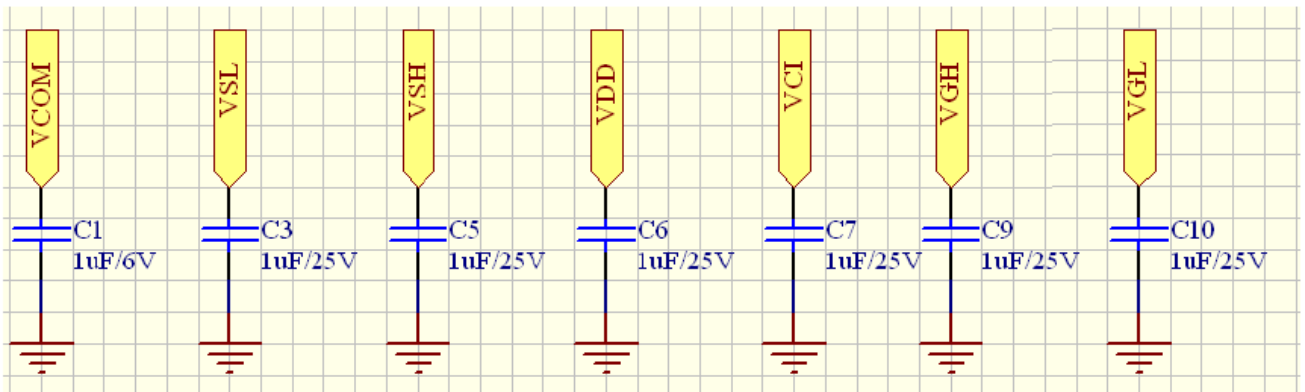 VCOM
VSL
VSH
VDD
VCI
VGH
VGL
C1
1uF/6V
C3
1uF/25V
C5
1uF/25V
C6
1uF/25V
C7
1uF/25V
C9
1uF/25V
C10
1uF/25V